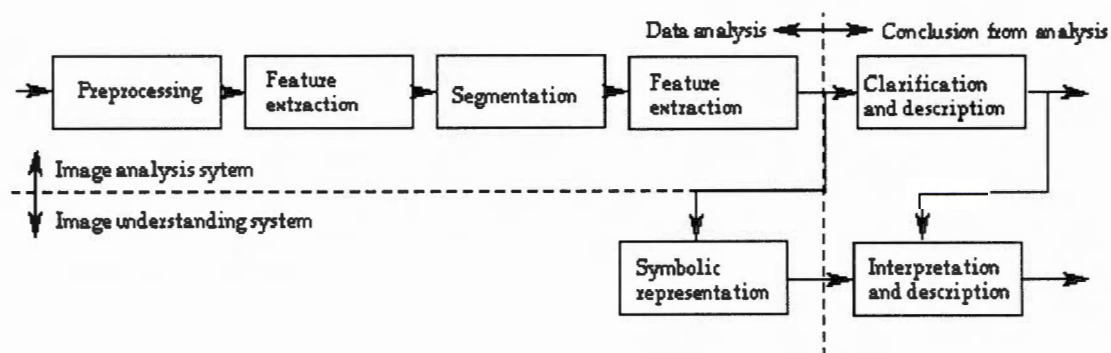 Data analysis
Conclusion from analysis
Preprocessing
Feature
extraction
Segmentation
Feature
extraction
Clarification
and description
Image analysis sytem
Image understanding system
Symbolic
representation
Interpretation
and description